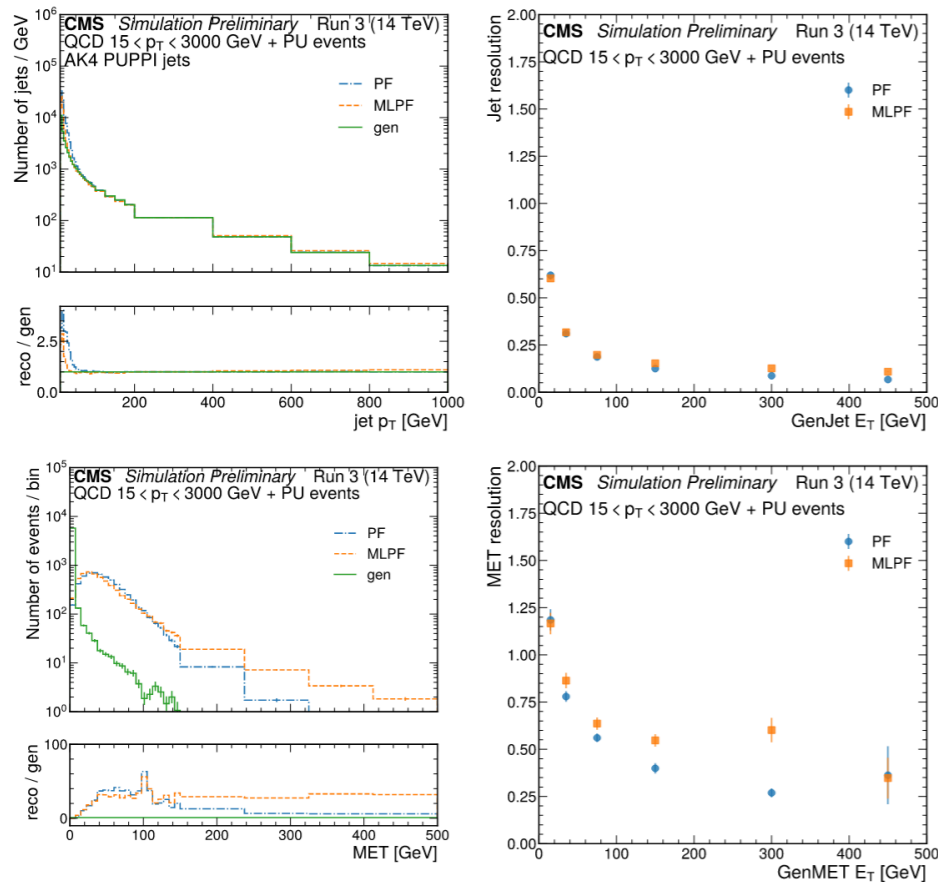 CMS Simulation Preliminary Run 3 (14 TeV)
QCD 15 < pT < 3000 GeV + PU events
AK4 PUPPI jets
PF
MLPF
gen
Number of jets / GeV
10^6
10^5
10^4
10^3
10^2
10^1
reco / gen
2.5
0.0
200 400 600 800 1000
jet pT [GeV]
CMS Simulation Preliminary Run 3 (14 TeV)
QCD 15 < pT < 3000 GeV + PU events
PF
MLPF
Jet resolution
2.00
1.75
1.50
1.25
1.00
0.75
0.50
0.25
0.00
0 100 200 300 400 500
GenJet ET [GeV]
CMS Simulation Preliminary Run 3 (14 TeV)
QCD 15 < pT < 3000 GeV + PU events
PF
MLPF
gen
Number of events / bin
10^5
10^4
10^3
10^2
10^1
10^0
reco / gen
100
0
0 100 200 300 400 500
MET [GeV]
CMS Simulation Preliminary Run 3 (14 TeV)
QCD 15 < pT < 3000 GeV + PU events
PF
MLPF
MET resolution
2.00
1.75
1.50
1.25
1.00
0.75
0.50
0.25
0.00
0 100 200 300 400 500
GenMET ET [GeV]